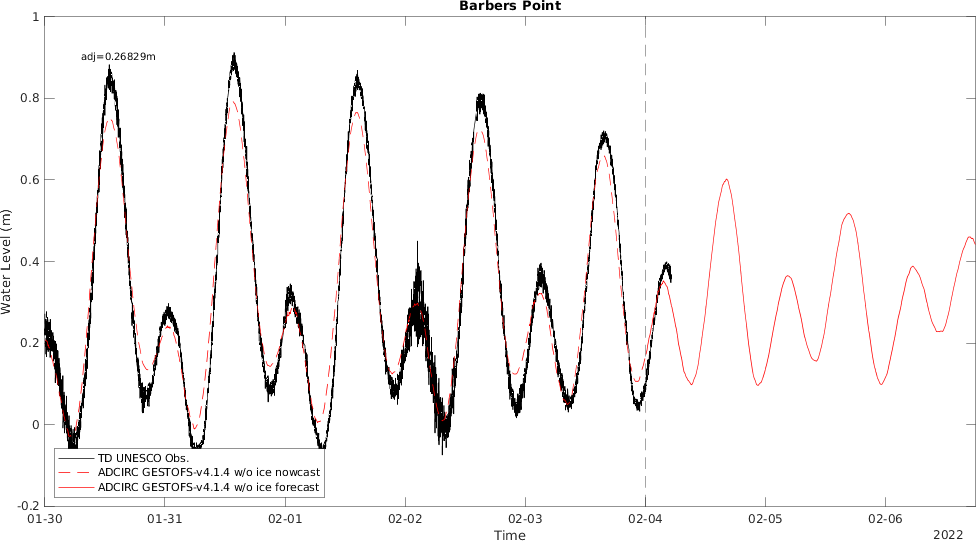 Barbers Point
adj=0.26829m
1
0.8
0.6
0.4
0.2
0
-0.2
Water Level (m)
TD UNESCO Obs.
ADCIRC GESTOFS-v4.1.4 w/o ice nowcast
ADCIRC GESTOFS-v4.1.4 w/o ice forecast
01-30 01-31 02-01 02-02 02-03 02-04 02-05 02-06
Time
2022